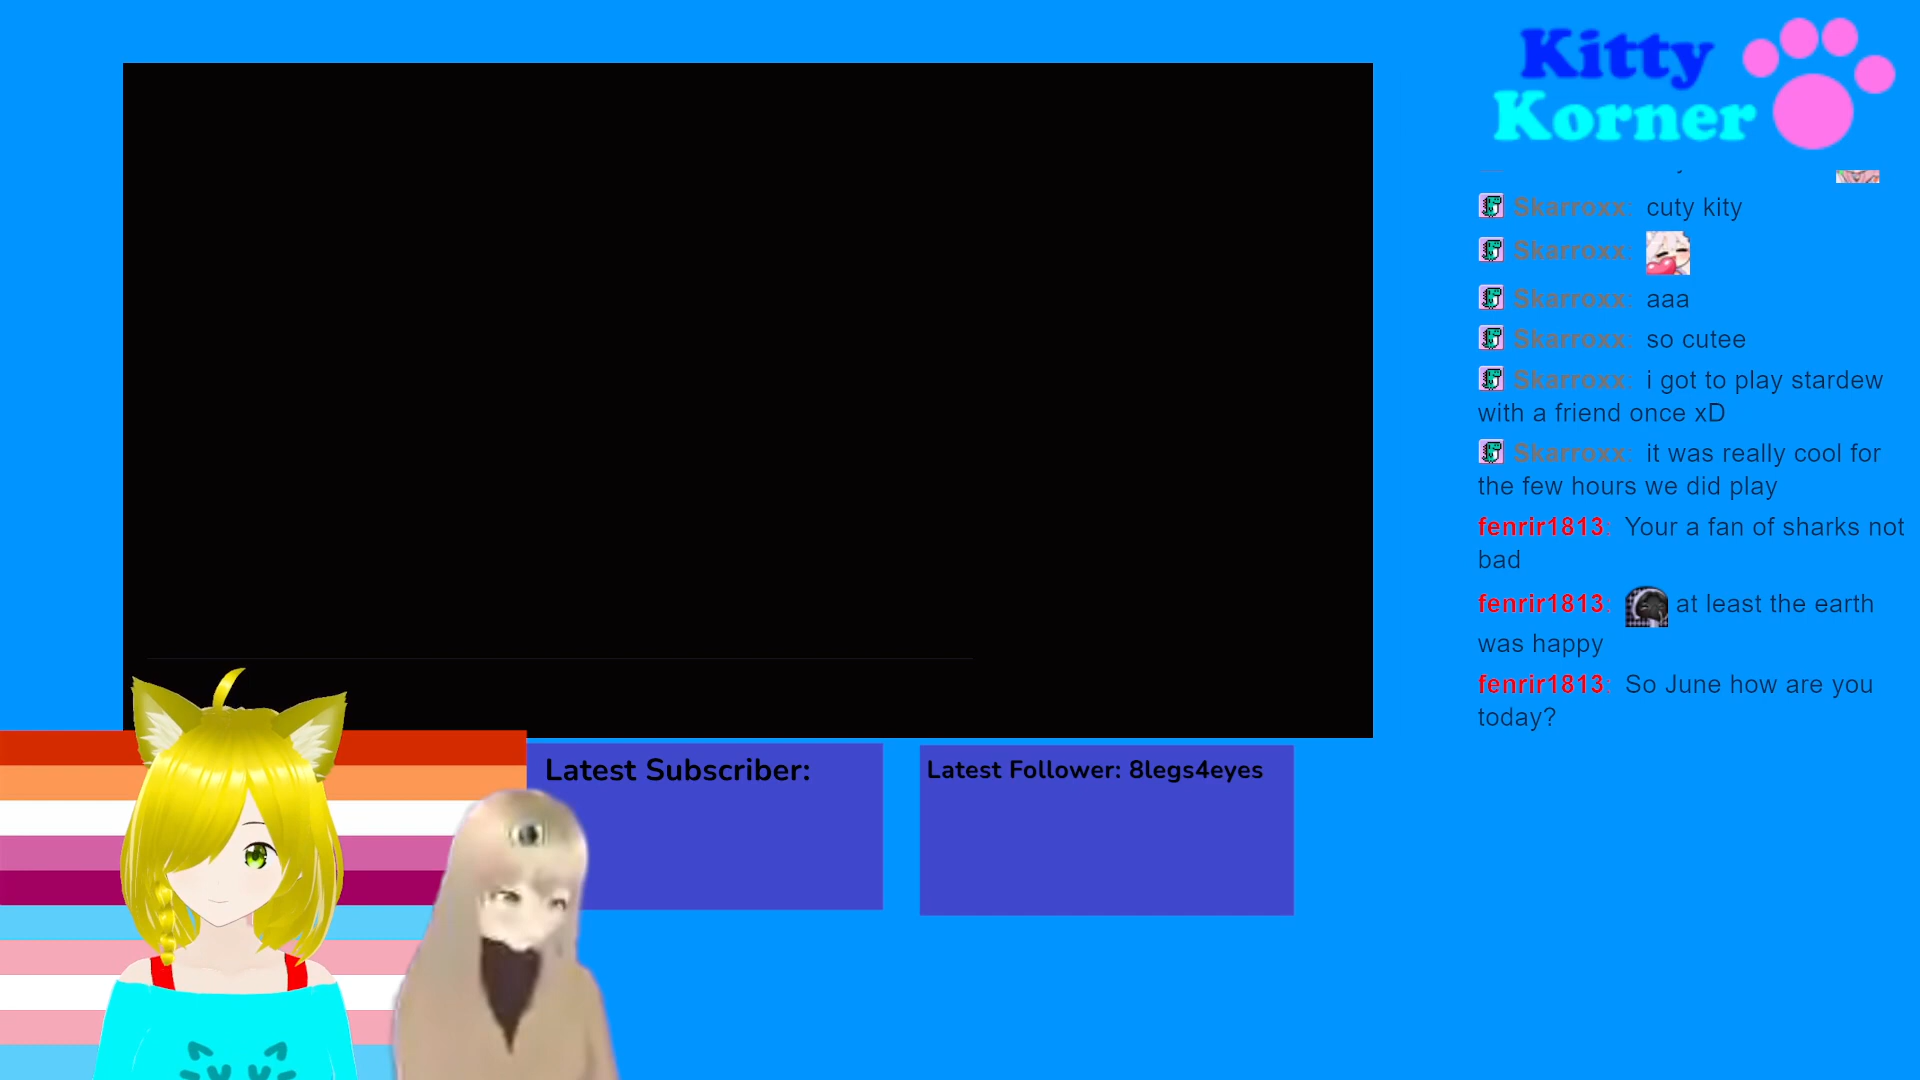 Kitty
Korner
Skarroxx: cuty kity
Skarroxx:
Skarroxx: aaa
Skarroxx: so cutee
Skarroxx: i got to play stardew
with a friend once xD
Skarroxx: it was really cool for
the few hours we did play
fenrir1813: Your a fan of sharks not
bad
fenrir1813: at least the earth
was happy
fenrir1813: So June how are you
today?
Latest Subscriber:
Latest Follower: 8legs4eyes